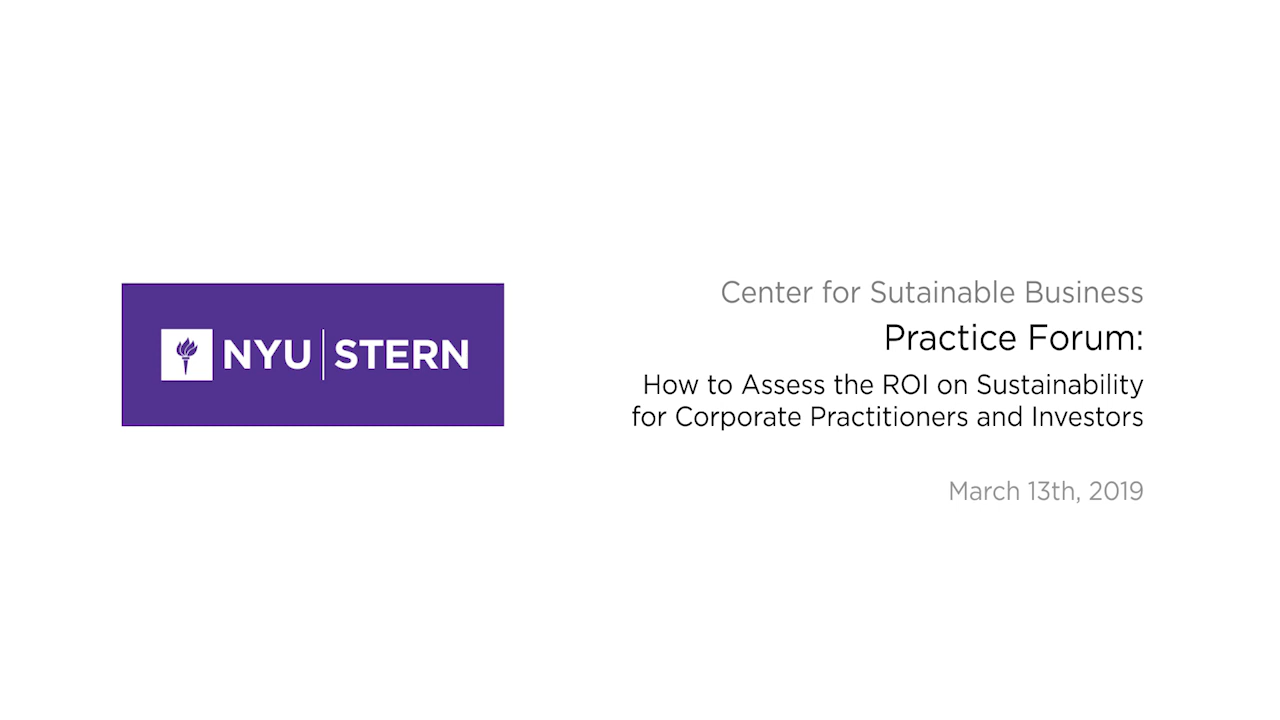 NYU | STERN
Center for Sutainable Business
Practice Forum:
How to Assess the ROI on Sustainability
for Corporate Practitioners and Investors
March 13th, 2019